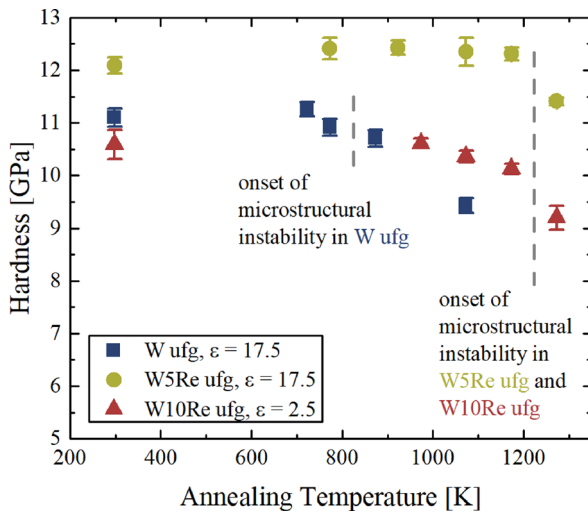 13
12
11
10
9
8
7
6
5
Hardness [GPa]
onset of
microstructural
instability in W ufg
onset of
microstructural
instability in
W5Re ufg and
W10Re ufg
W ufg, ε = 17.5
W5Re ufg, ε = 17.5
W10Re ufg, ε = 2.5
200 400 600 800 1000 1200
Annealing Temperature [K]